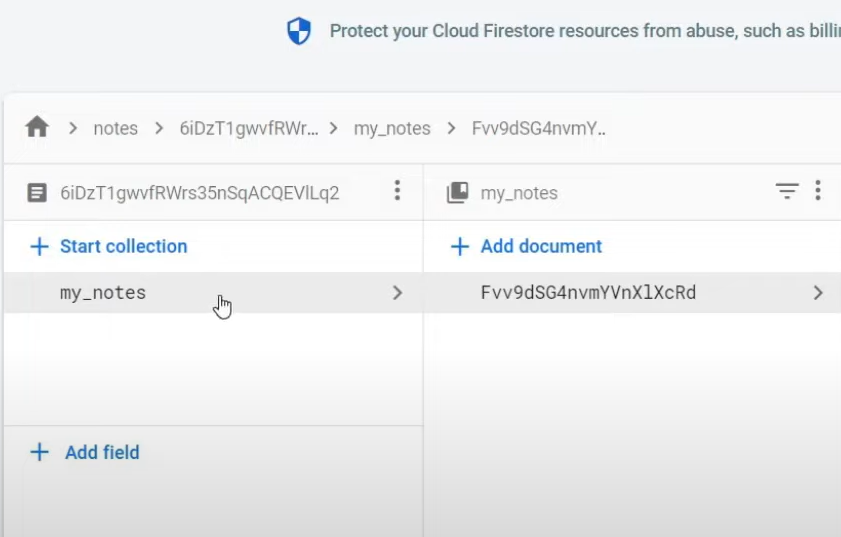 Protect your Cloud Firestore resources from abuse, such as billi
notes > 6iDzT1gwvfRWr... > my_notes > Fvv9dSG4nvmY..
6iDzT1gwvfRWrs35nSqACQEVlLq2
my_notes
+ Start collection
+ Add document
my_notes
Fvv9dSG4nvmYVnXlXcRd
+ Add field